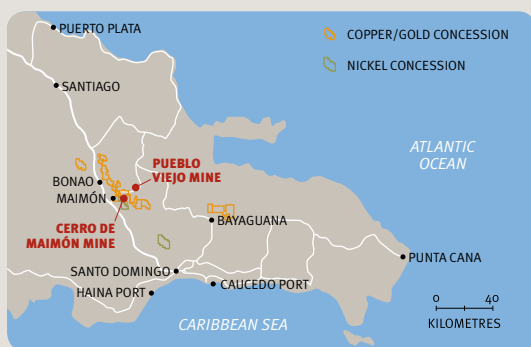 PUERTO PLATA
COPPER/GOLD CONCESSION
NICKEL CONCESSION
SANTIAGO
ATLANTIC
OCEAN
PUEBLO
VIEJO MINE
BONAO
MAIMÓN
CERRO DE
MAIMÓN MINE
BAYAGUANA
PUNTA CANA
SANTO DOMINGO
HAINA PORT
CAUCEDO PORT
0 40
KILOMETRES
CARIBBEAN SEA